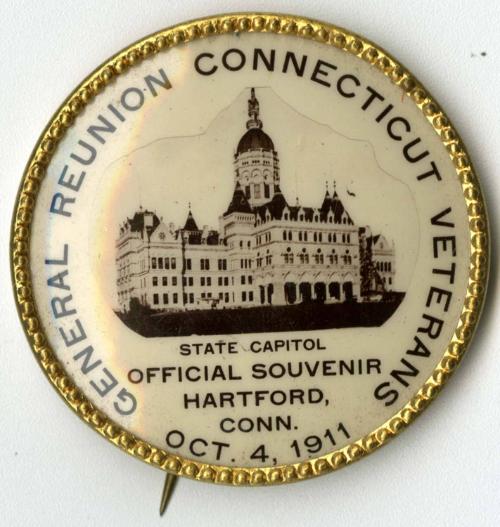 GENERAL REUNION CONNECTICUT VETERANS
STATE CAPITOL
OFFICIAL SOUVENIR
HARTFORD,
CONN.
OCT. 4, 1911